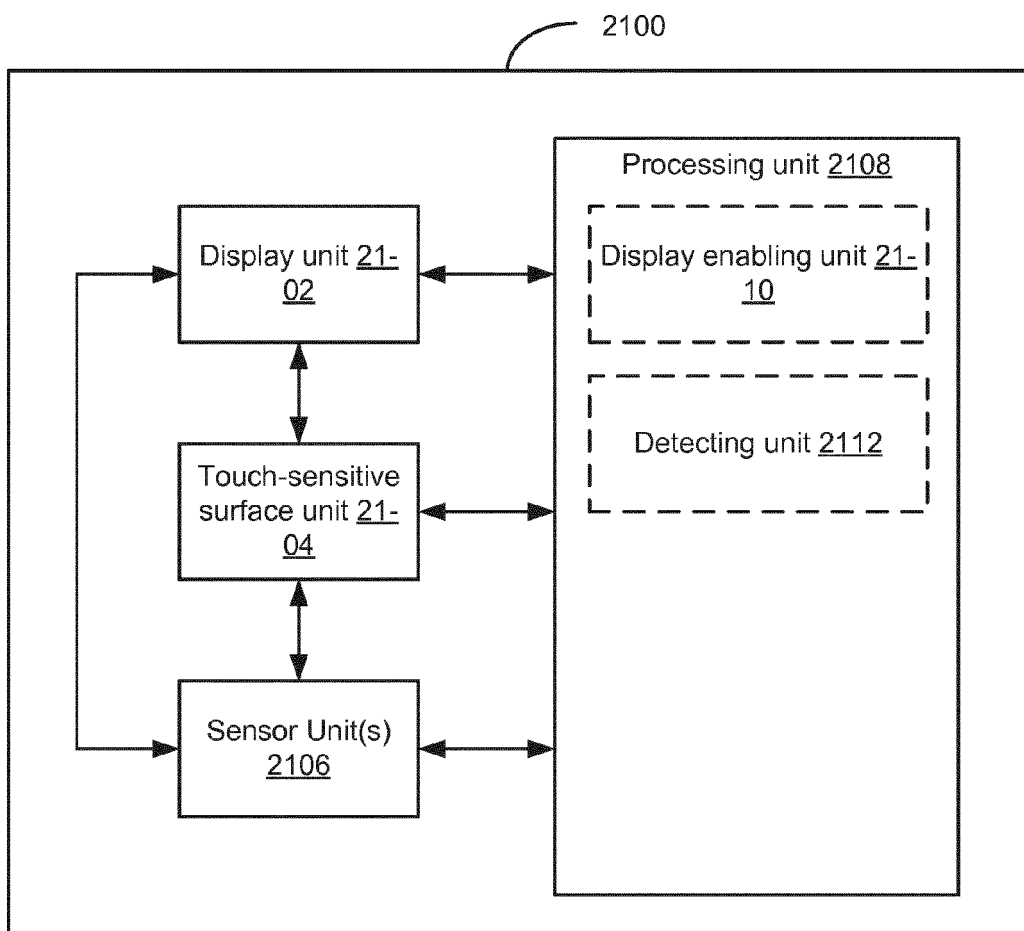 2100
Processing unit 2108
Display unit 21-
02
Display enabling unit 21-
10
Touch-sensitive
surface unit 21-
04
Detecting unit 2112
Sensor Unit(s)
2106